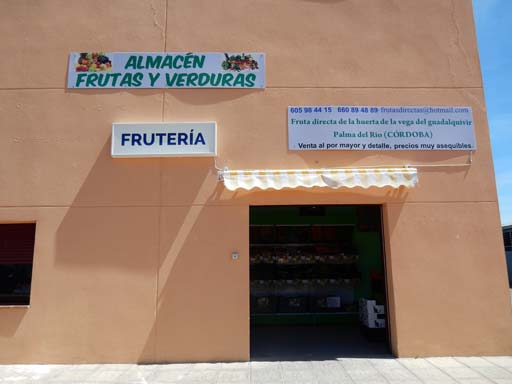 ALMACÉN
FRUTAS Y VERDURAS
FRUTERÍA
605 98 44 15 660 89 48 89-frutasdirectas@hotmail.com
Fruta directa de la huerta de la vega del guadalquivir
Palma del Río (CÓRDOBA)
Venta al por mayor y detalle, precios muy asequibles